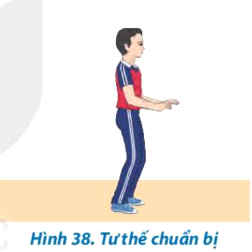 Hình 38. Tư thế chuẩn bị